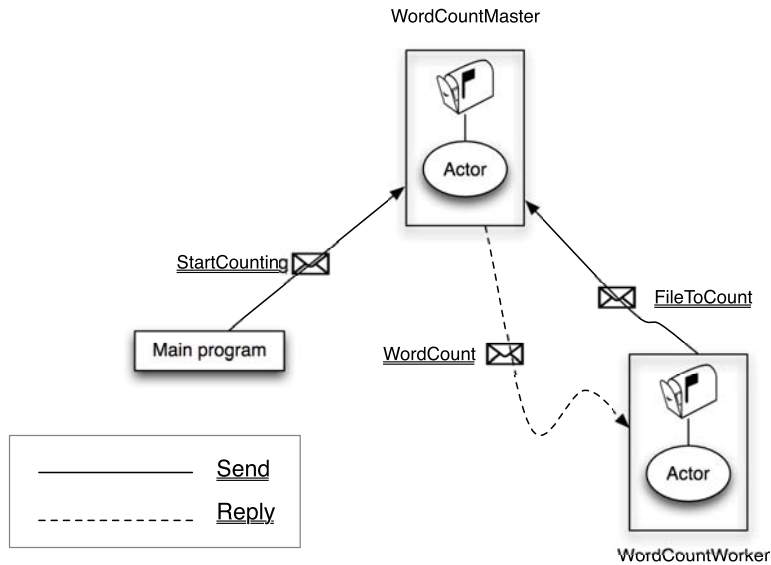 WordCountMaster
Actor
StartCounting
FileToCount
Main program
WordCount
Actor
Send
Reply
WordCountWorker